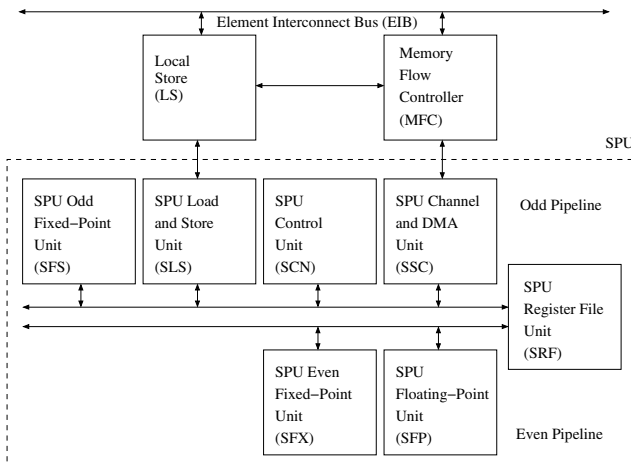 Element Interconnect Bus (EIB)
Local
Store
(LS)
Memory
Flow
Controller
(MFC)
SPU
SPU Odd
Fixed−Point
Unit
(SFS)
SPU Load
and Store
Unit
(SLS)
SPU
Control
Unit
(SCN)
SPU Channel
and DMA
Unit
(SSC)
Odd Pipeline
SPU
Register File
Unit
(SRF)
SPU Even
Fixed−Point
Unit
(SFX)
SPU
Floating−Point
Unit
(SFP)
Even Pipeline